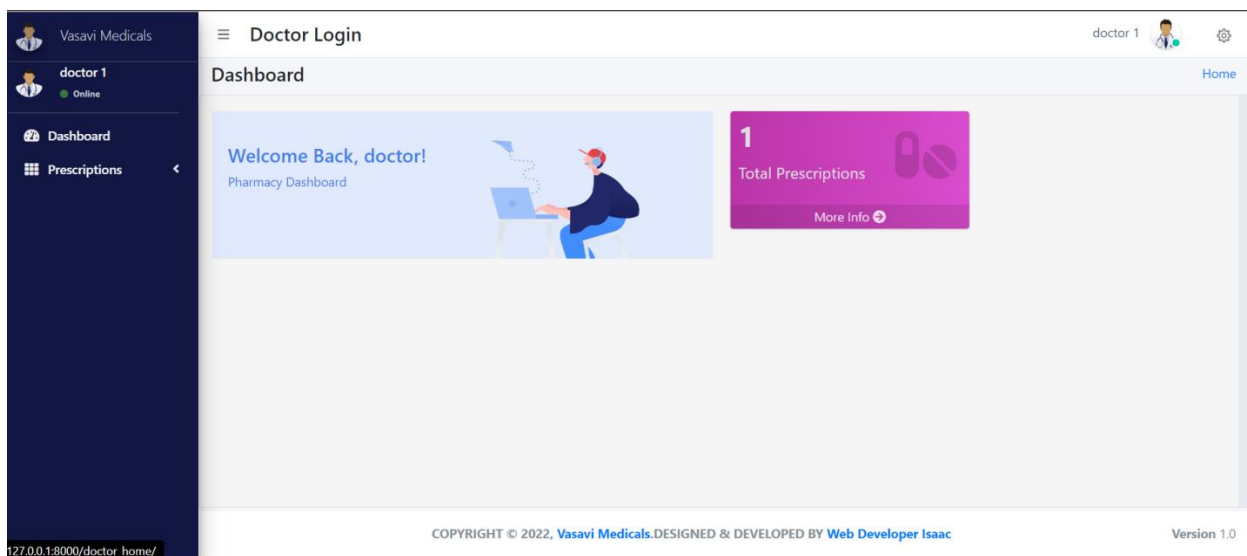 Vasavi Medicals
doctor 1
Online
Dashboard
Prescriptions
Doctor Login
doctor 1
Dashboard
Home
Welcome Back, doctor!
Pharmacy Dashboard
1
Total Prescriptions
More Info
COPYRIGHT © 2022, Vasavi Medicals.DESIGNED & DEVELOPED BY Web Developer Isaac
Version 1.0
127.0.0.1:8000/doctor_home/